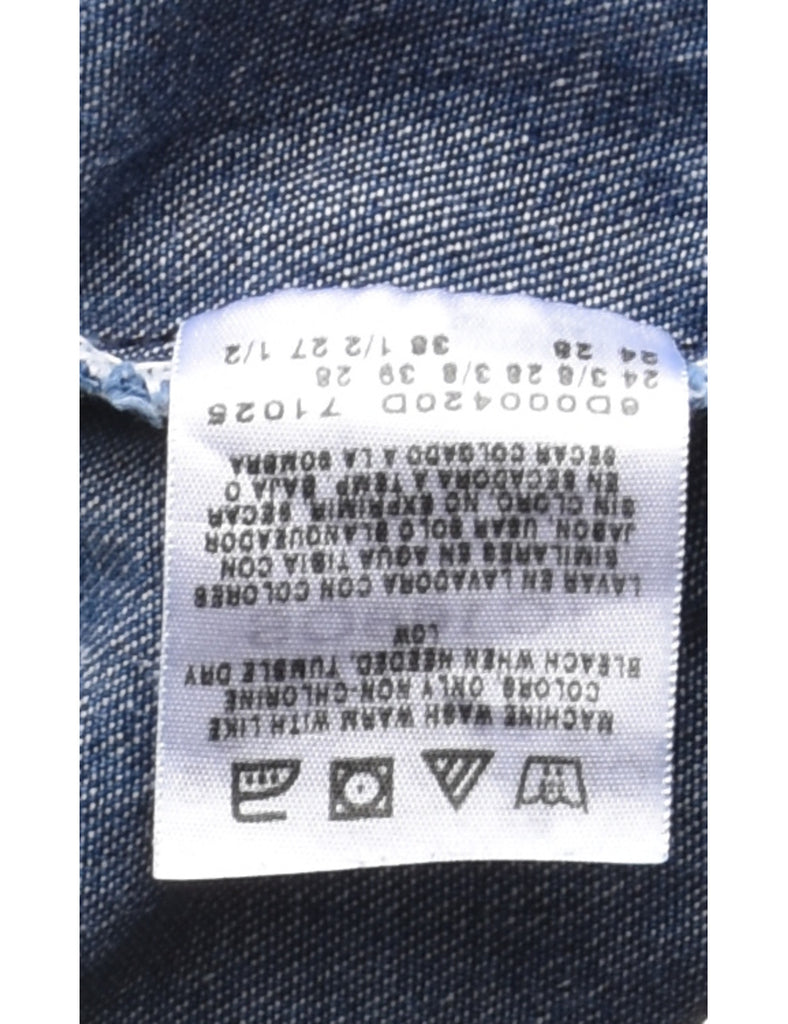 MACHINE WASH WARM WITH LIKE
COLORS, ONLY NON-CHLORINE
BLEACH WHEN NEEDED, TUMBLE DRY
LOW
LAVAR EN LAVADORA CON COLORES
SIMILARES EN AGUA TIBIA CON
JABON, USAR SOLO BLANQUEADOR
SIN CLORO, NO EXPRIMIR, SECAR
EN SECADORA A TEMP. BAJA O
SECAR COLGADO A LA SOMBRA
6D000420D 71025
24 3/8 28 3/8 39 28
24 28 38 1/2 27 1/2